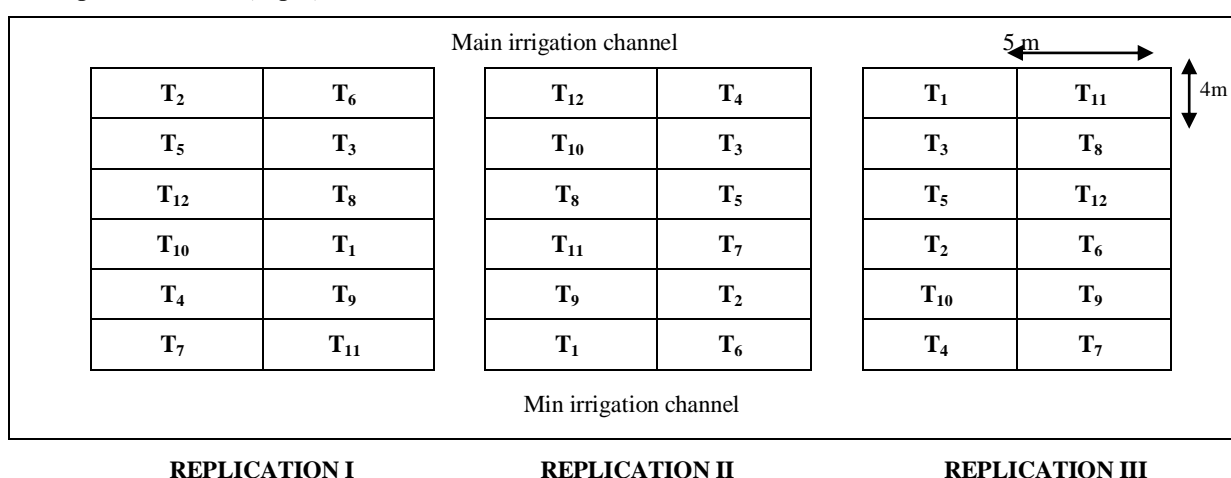 Main irrigation channel 5 m
T2 T6 T12 T4 T1 T11 4m
T5 T3 T10 T3 T3 T8
T12 T8 T8 T5 T5 T12
T10 T1 T11 T7 T2 T6
T4 T9 T9 T2 T10 T9
T7 T11 T1 T6 T4 T7
Min irrigation channel
REPLICATION I REPLICATION II REPLICATION III